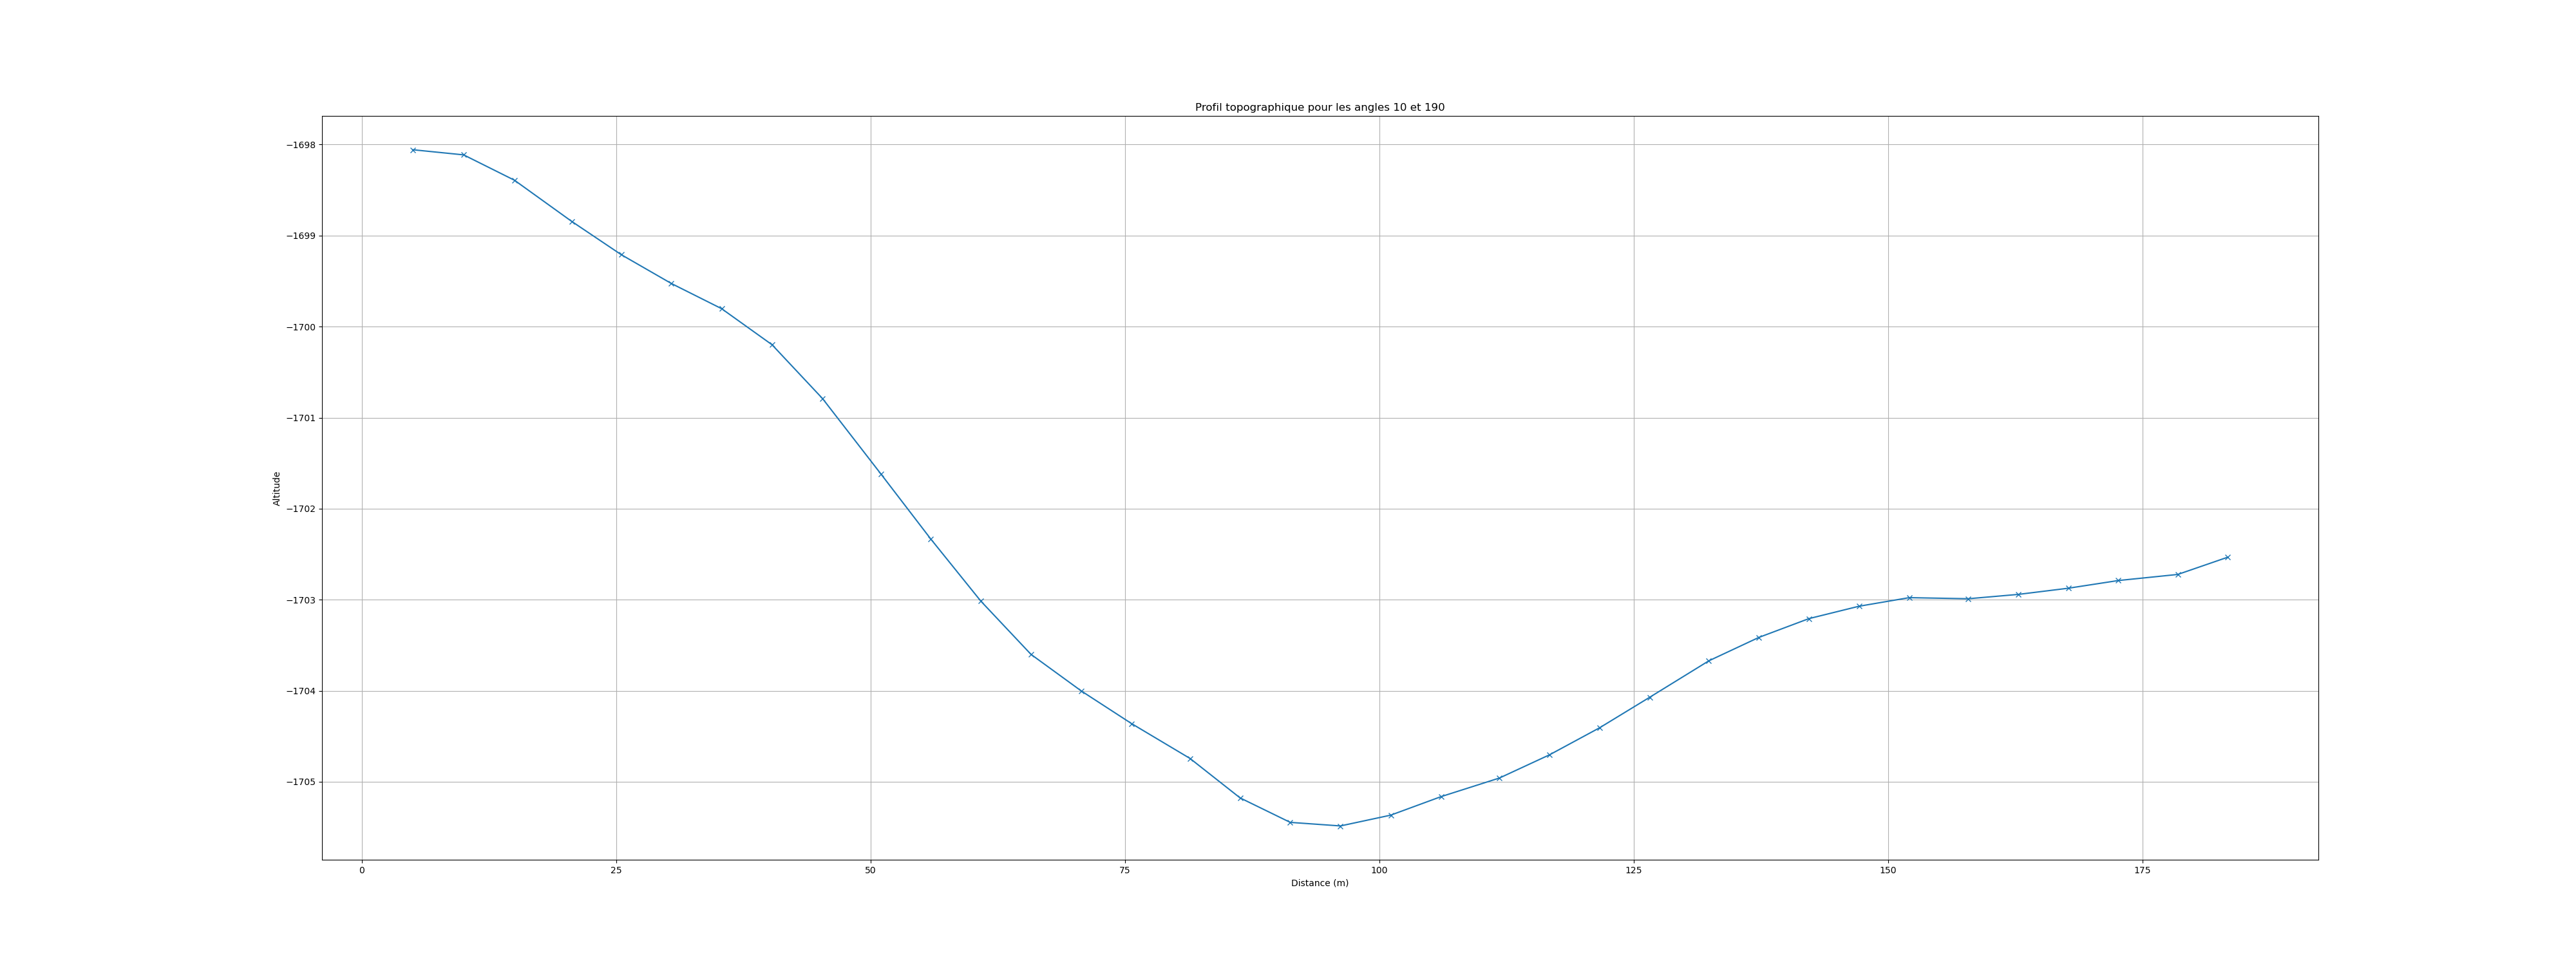 Profil topographique pour les angles 10 et 190
−1698
−1699
−1700
−1701
−1702
−1703
−1704
−1705
Altitude
0 25 50 75 100 125 150 175
Distance (m)